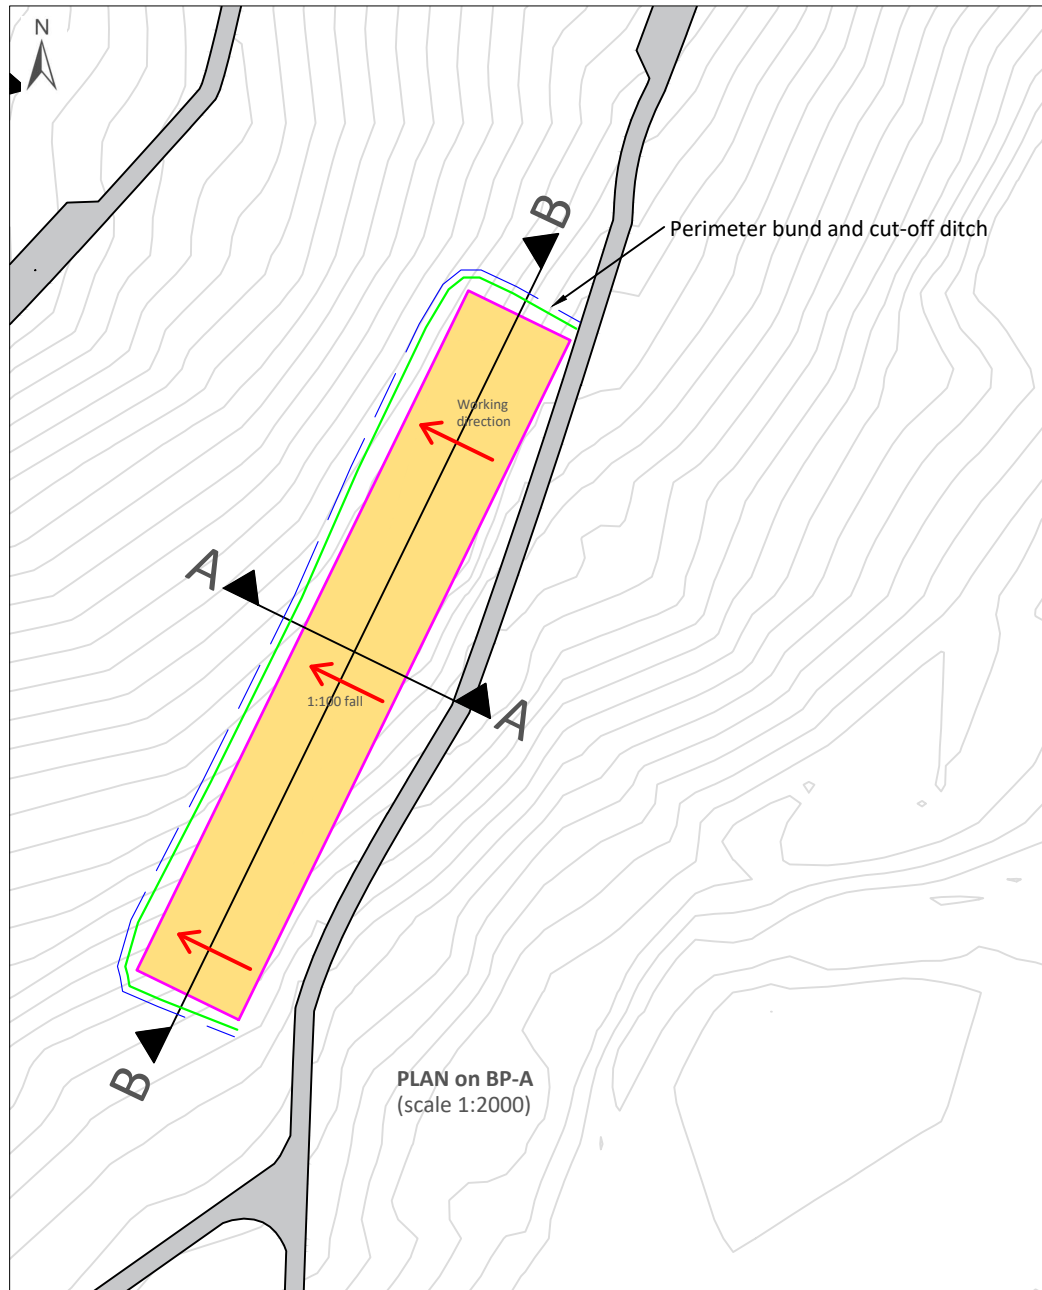 N
B
Perimeter bund and cut-off ditch
Working
direction
A
1:100 fall
A
B
PLAN on BP-A
(scale 1:2000)